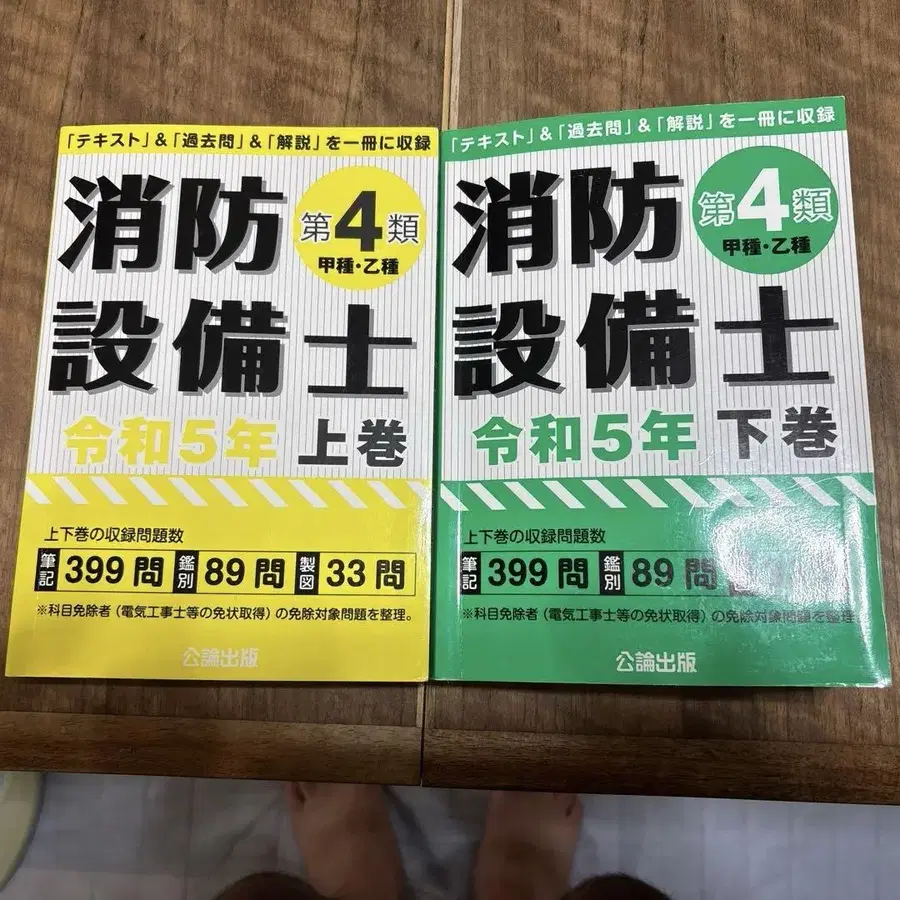 「テキスト」&「過去問」&「解説」を一冊に収録
消防
設備士
第4類
甲種・乙種
令和5年 上巻
上下巻の収録問題数
筆記 399問 鑑別 89問 製図 33問
※科目免除者（電気工事士等の免状取得）の免除対象問題を整理。
公論出版
「テキスト」&「過去問」&「解説」を一冊に収録
消防
設備士
第4類
甲種・乙種
令和5年 下巻
上下巻の収録問題数
筆記 399問 鑑別 89問
※科目免除者（電気工事士等の免状取得）の免除対象問題を整理。
公論出版